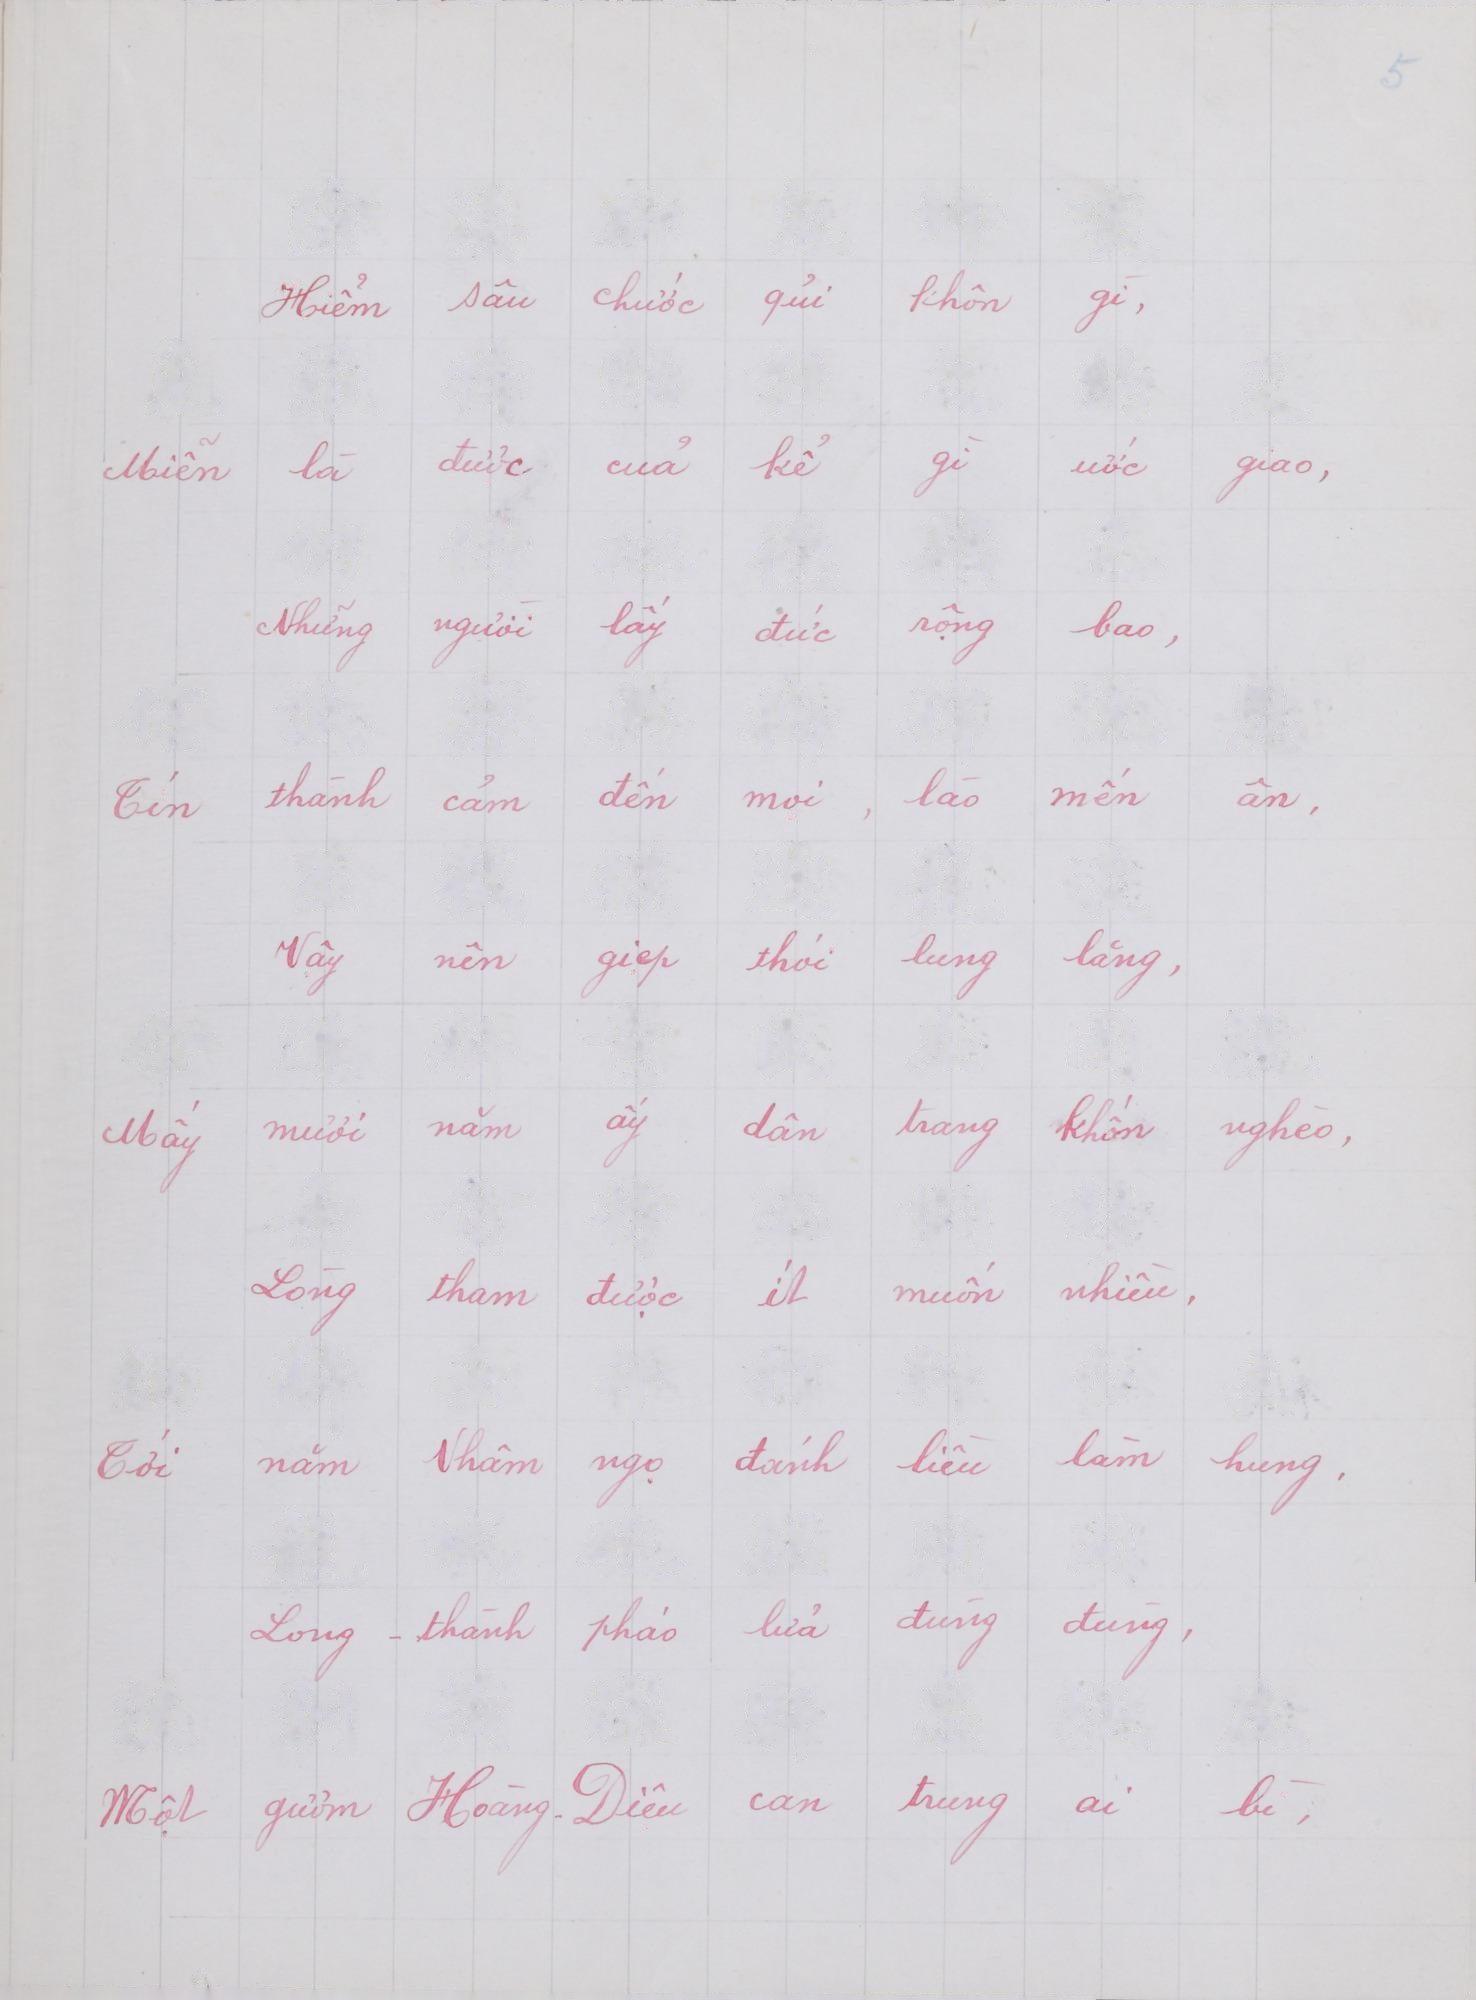 5
Hiểm sâu chước qủi khôn gì,
Miễn là được cuả kể gì ước giao,
Những người lấy đức rộng bao,
Tín thành cảm đến mọi, lào mến ân,
Vậy nên giẹp thói lung lăng,
Mấy mươi năm ấy dân trang khốn nghèo,
Lòng tham được ít muốn nhiều,
Tới năm Nhâm ngọ đánh liều làm hung,
Long - thành pháo lửa đùng đùng,
Một gươm Hoàng - Diêu can trung ai bì,